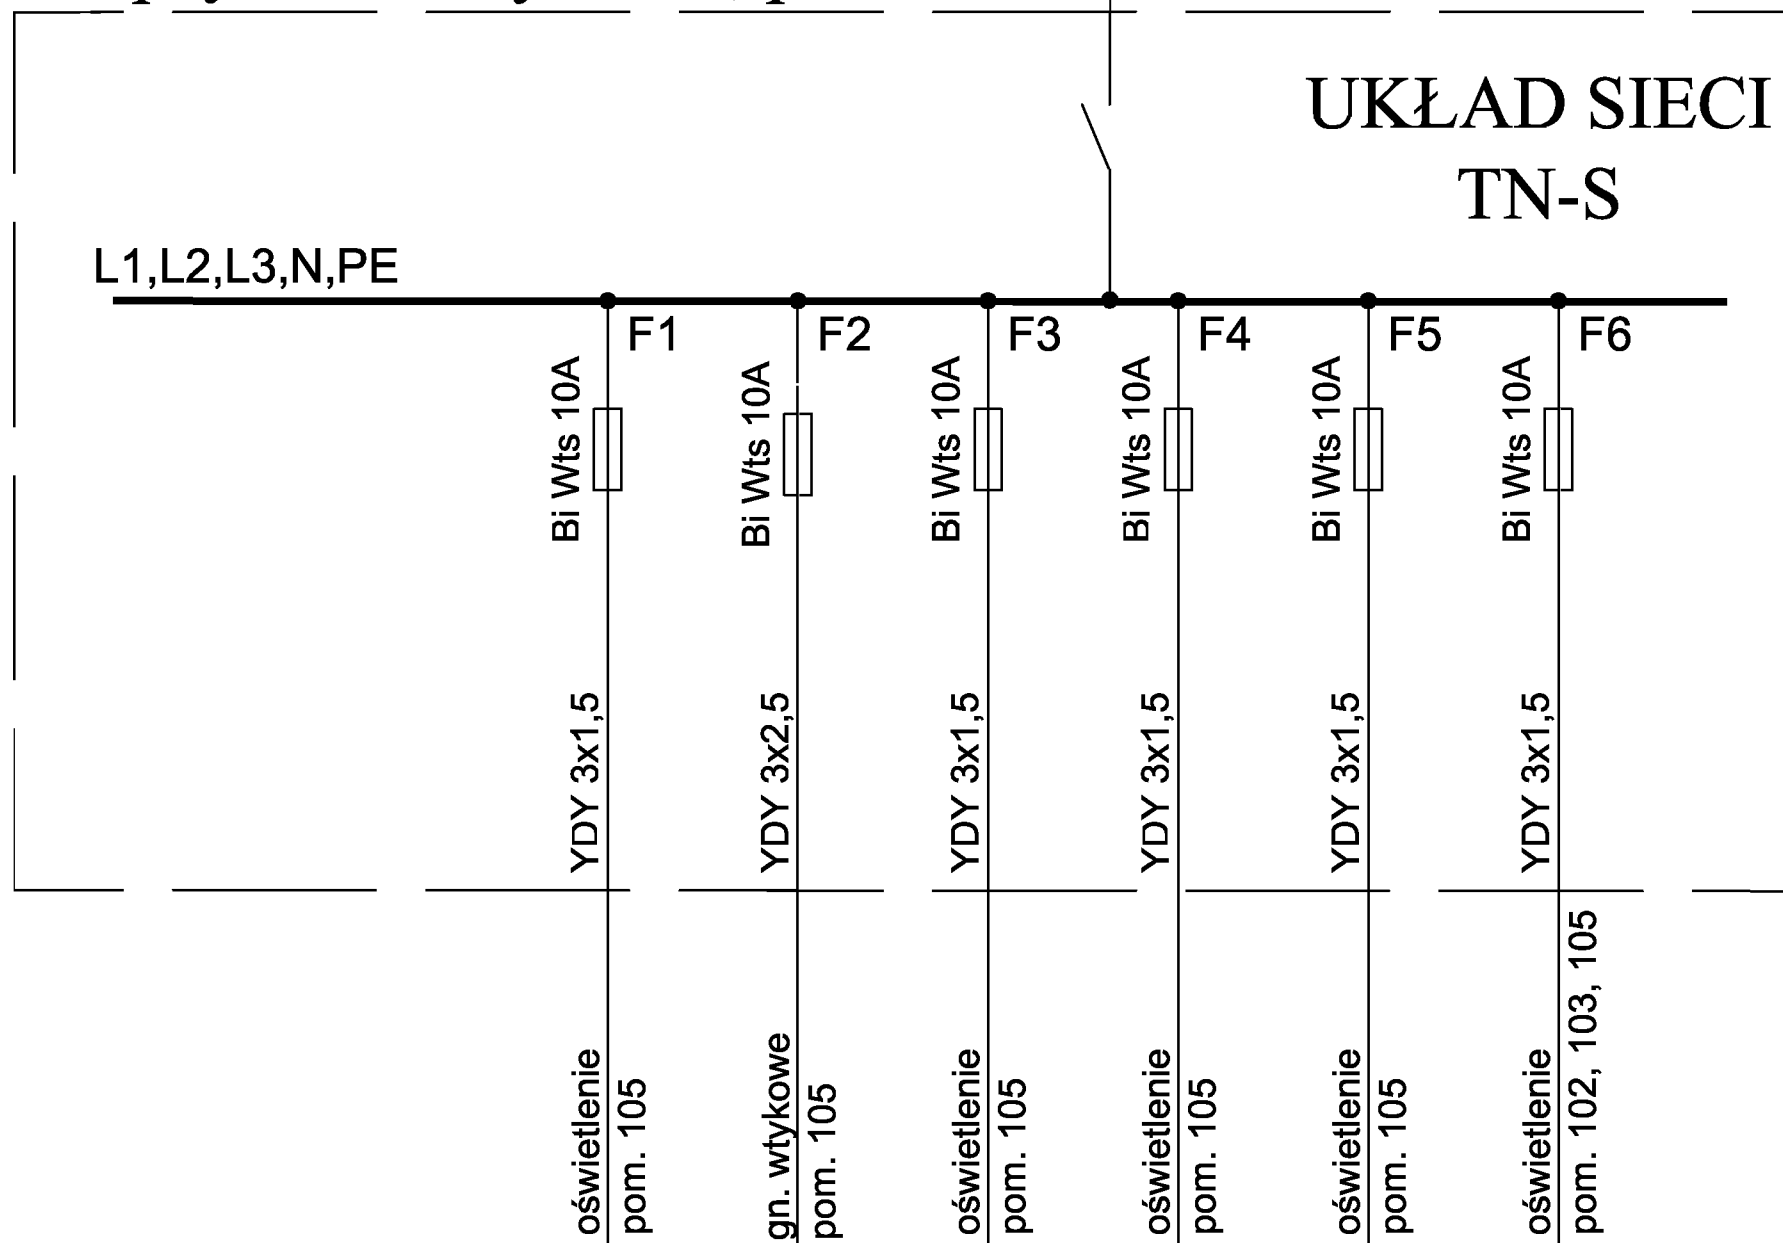 UKŁAD SIECI
TN-S
L1,L2,L3,N,PE
F1
F2
F3
F4
F5
F6
Bi Wts 10A
Bi Wts 10A
Bi Wts 10A
Bi Wts 10A
Bi Wts 10A
Bi Wts 10A
YDY 3x1,5
YDY 3x2,5
YDY 3x1,5
YDY 3x1,5
YDY 3x1,5
YDY 3x1,5
oświetlenie
pom. 105
gn. wtykowe
pom. 105
oświetlenie
pom. 105
oświetlenie
pom. 105
oświetlenie
pom. 105
oświetlenie
pom. 102, 103, 105